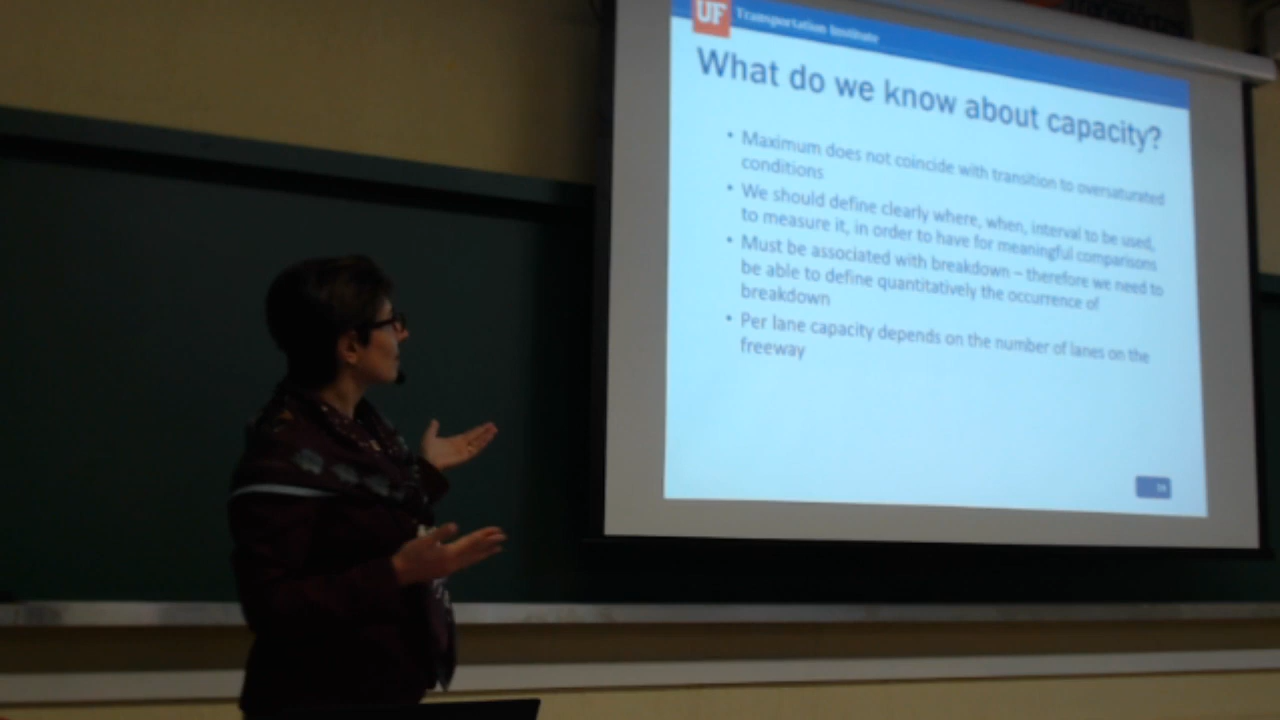 UF Transportation Institute
What do we know about capacity?
• Maximum does not coincide with transition to oversaturated
conditions
• We should define clearly where, when, interval to be used,
to measure it, in order to have for meaningful comparisons
• Must be associated with breakdown – therefore we need to
be able to define quantitatively the occurrence of
breakdown
• Per lane capacity depends on the number of lanes on the
freeway